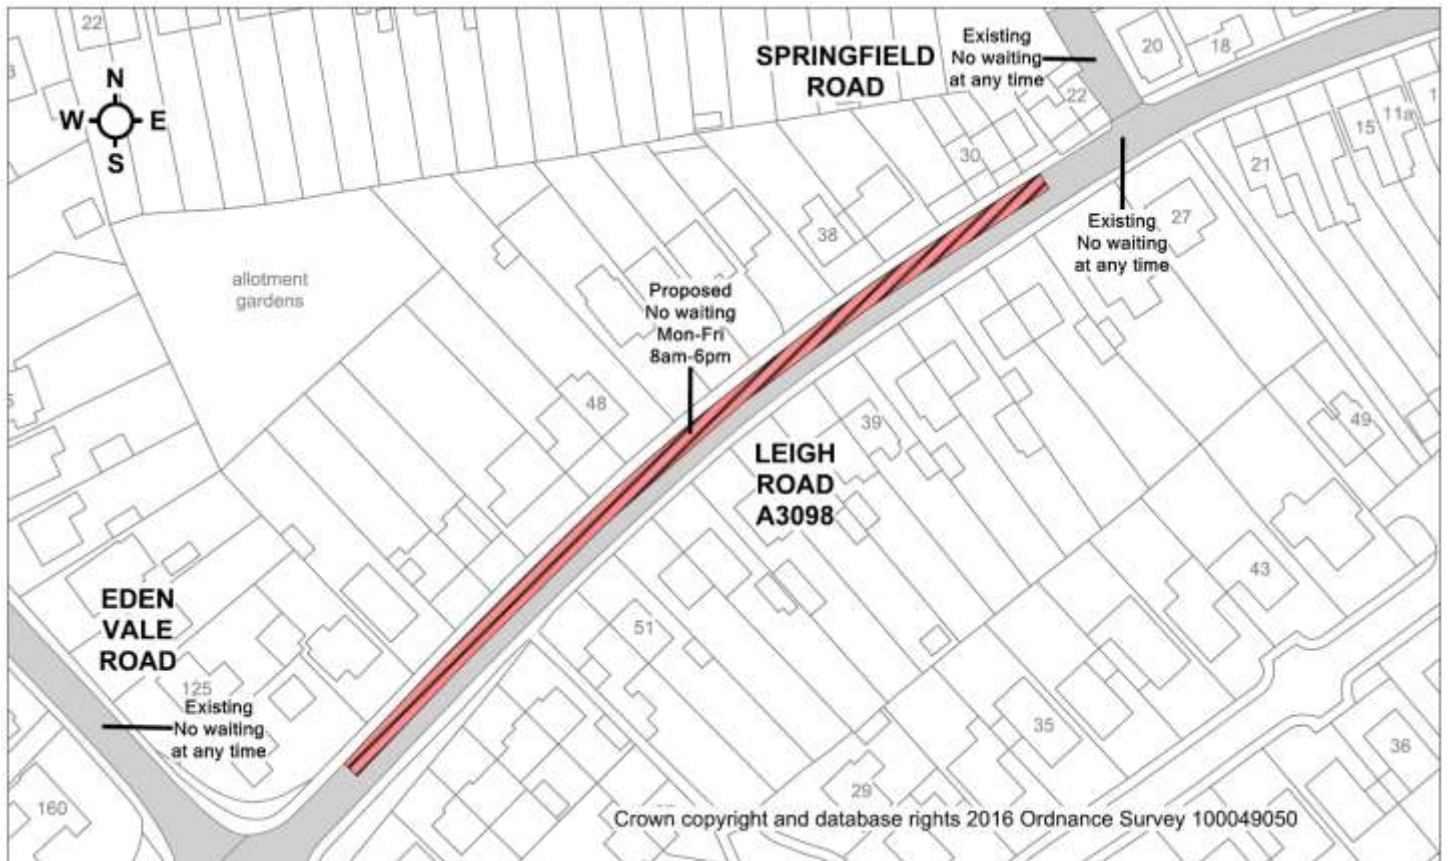 22
N
W
E
S
SPRINGFIELD
ROAD
Existing
No waiting
at any time
20
18
22
30
38
27
21
15
11a
Existing
No waiting
at any time
allotment
gardens
Proposed
No waiting
Mon-Fri
8am-6pm
48
LEIGH
ROAD
A3098
39
49
43
51
35
36
29
EDEN
VALE
ROAD
125
Existing
No waiting
at any time
160
Crown copyright and database rights 2016 Ordnance Survey 100049050